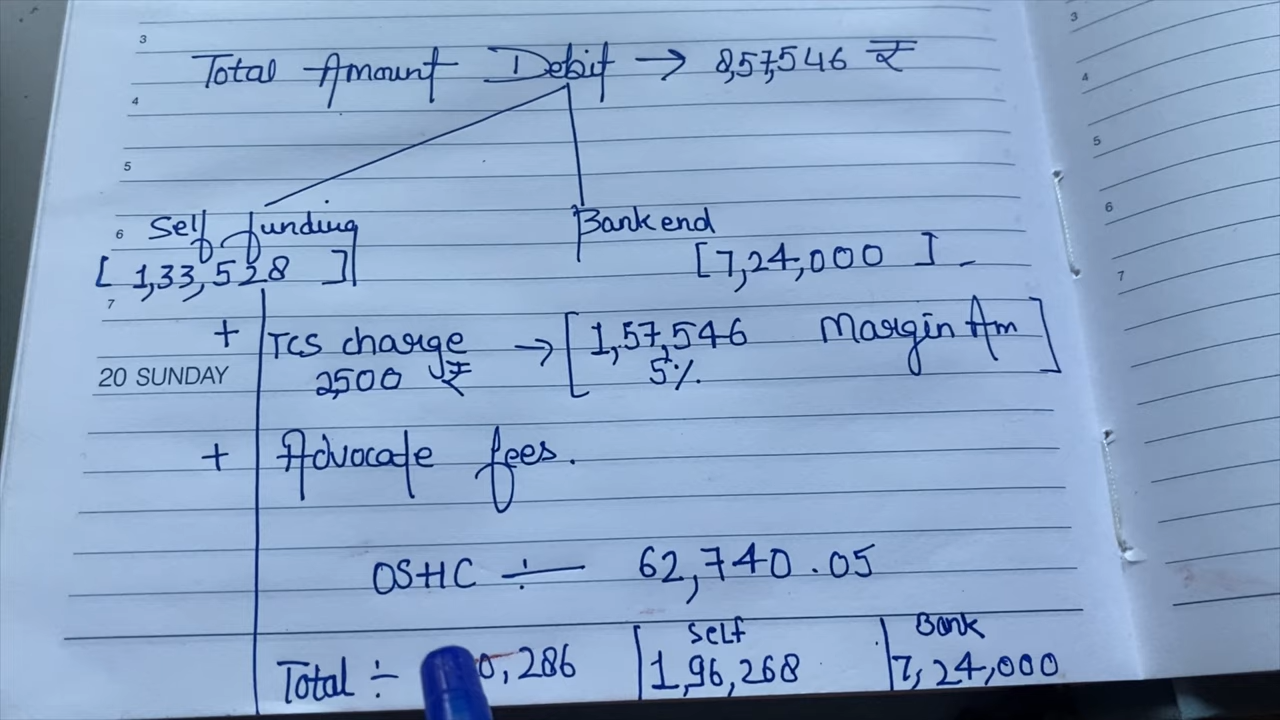 3
Total Amount Debit → 8,57,546 ₹
4
5
6 Self funding Bank end
[ 1,33,528 ] [7,24,000 ] -
7
+ TCS charge → [ 1,57,546 Margin Am ]
20 SUNDAY 2,500 ₹ 5%
+ Advocate fees.
OSHC ÷ 62,740.05
Self Bank
Total ÷ 0,286 | 1,96,268 | 7,24,000
3
4
5
6
7